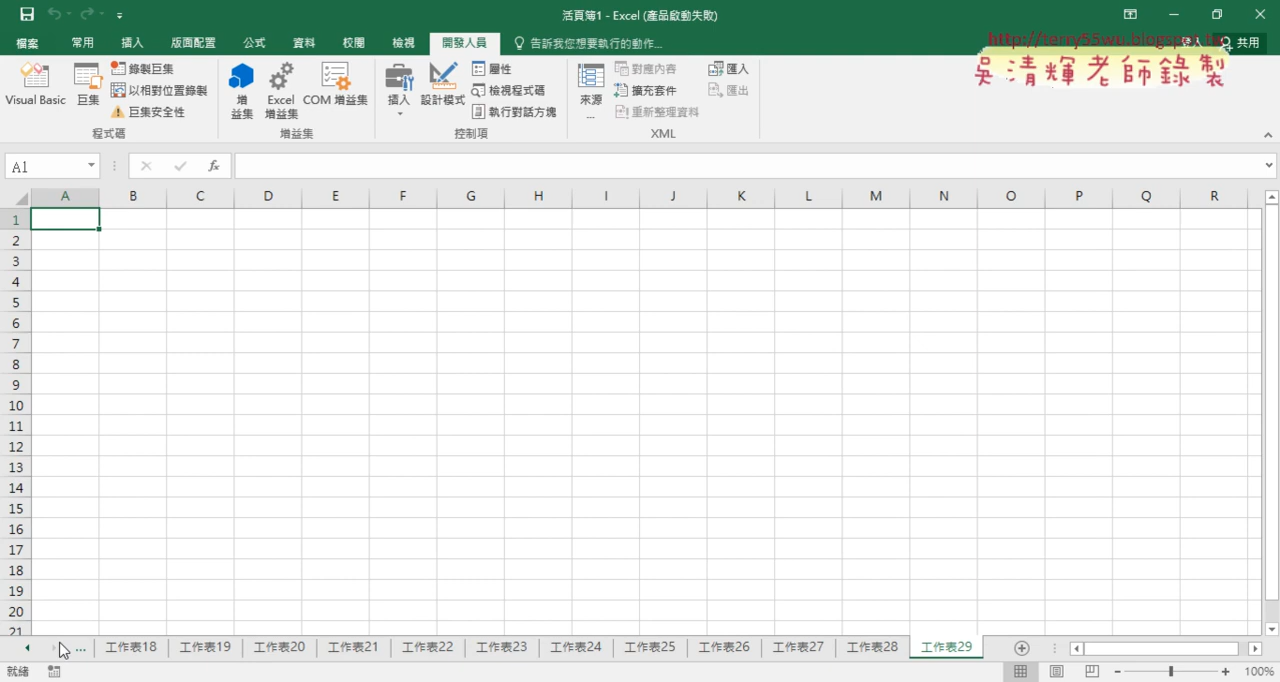 活頁簿1 - Excel (產品啟動失敗)
檔案 常用 插入 版面配置 公式 資料 校閱 檢視 開發人員 告訴我您想要執行的動作... 共用
http://terry55wu.blogspot.tw
吳清輝老師錄製
Visual Basic 巨集 錄製巨集 以相對位置錄製 巨集安全性
程式碼
增益集 Excel 增益集 COM 增益集
增益集
插入 設計模式 屬性 檢視程式碼 執行對話方塊
控制項
來源... 對應內容 擴充套件 重新整理資料 匯入 匯出
XML
A1 fx
A B C D E F G H I J K L M N O P Q R
1
2
3
4
5
6
7
8
9
10
11
12
13
14
15
16
17
18
19
20
21
... 工作表18 工作表19 工作表20 工作表21 工作表22 工作表23 工作表24 工作表25 工作表26 工作表27 工作表28 工作表29
就緒 100%